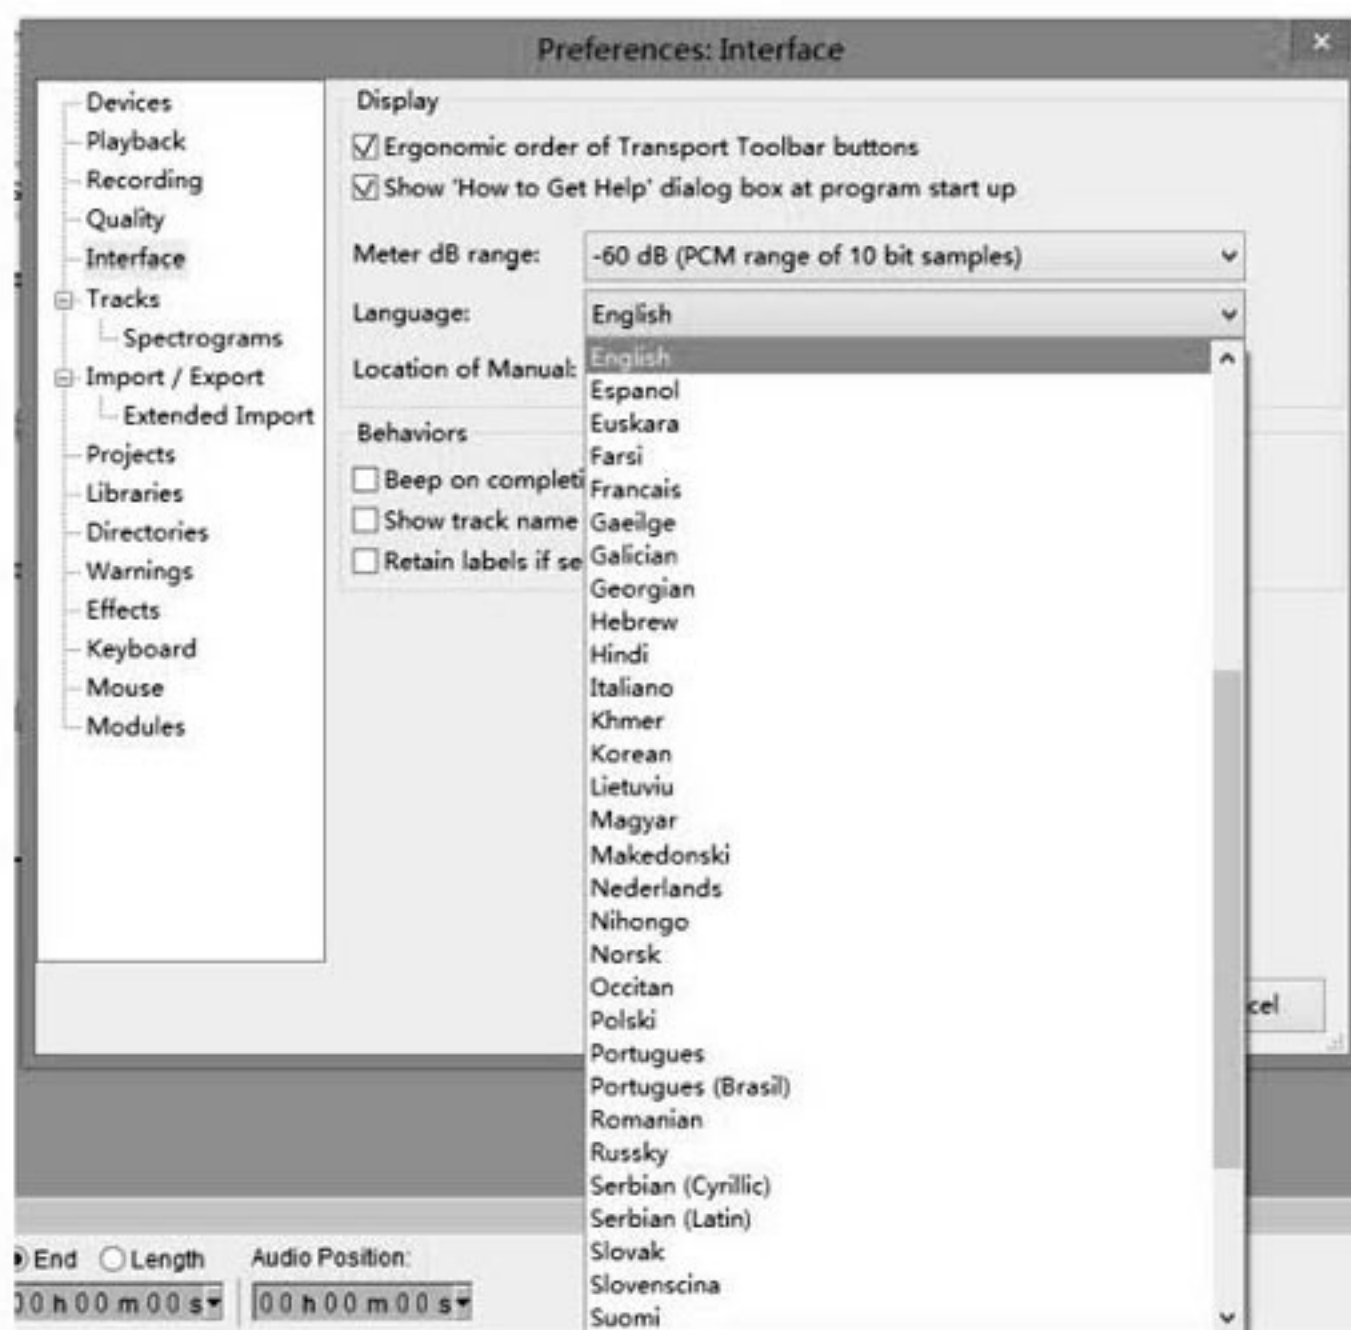 Preferences: Interface
Devices
Playback
Recording
Quality
Interface
Tracks
Spectrograms
Import / Export
Extended Import
Projects
Libraries
Directories
Warnings
Effects
Keyboard
Mouse
Modules
Display
Ergonomic order of Transport Toolbar buttons
Show 'How to Get Help' dialog box at program start up
Meter dB range: -60 dB (PCM range of 10 bit samples)
Language: English
Location of Manual:
Behaviors
Beep on completi
Show track name
Retain labels if se
English
Espanol
Euskara
Farsi
Francais
Gaeilge
Galician
Georgian
Hebrew
Hindi
Italiano
Khmer
Korean
Lietuviu
Magyar
Makedonski
Nederlands
Nihongo
Norsk
Occitan
Polski
Portugues
Portugues (Brasil)
Romanian
Russky
Serbian (Cyrillic)
Serbian (Latin)
Slovak
Slovenscina
Suomi
cel
End Length Audio Position:
00 h 00 m 00 s 00 h 00 m 00 s